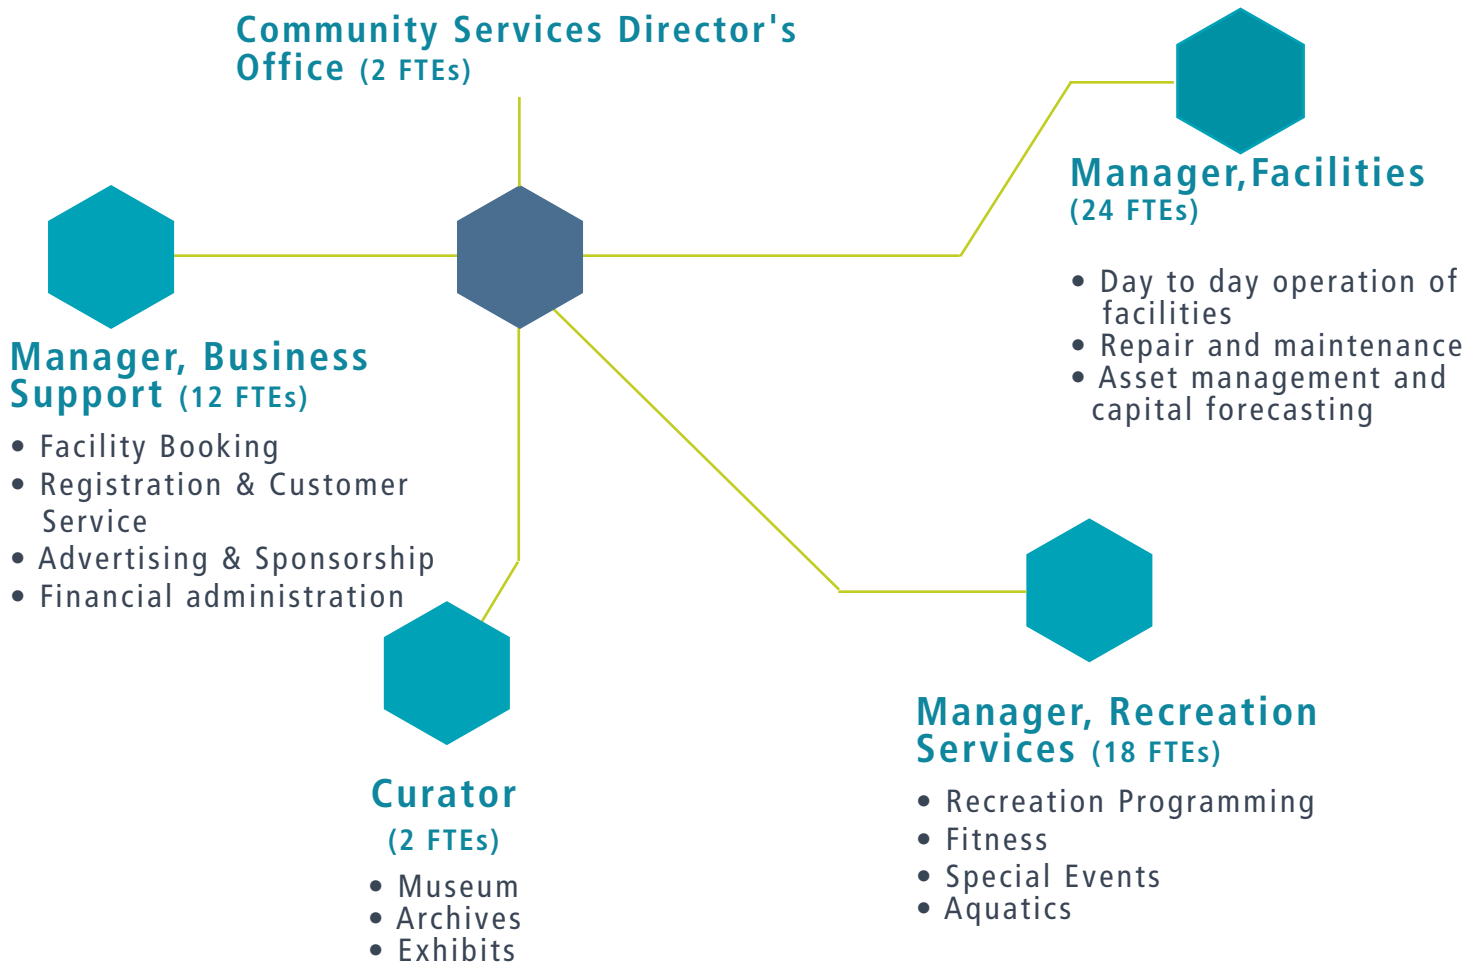 Community Services Director's
Office (2 FTEs)
Manager,Facilities
(24 FTEs)
• Day to day operation of
facilities
• Repair and maintenance
• Asset management and
capital forecasting
Manager, Business
Support (12 FTEs)
• Facility Booking
• Registration & Customer
Service
• Advertising & Sponsorship
• Financial administration
Curator
(2 FTEs)
• Museum
• Archives
• Exhibits
Manager, Recreation
Services (18 FTEs)
• Recreation Programming
• Fitness
• Special Events
• Aquatics